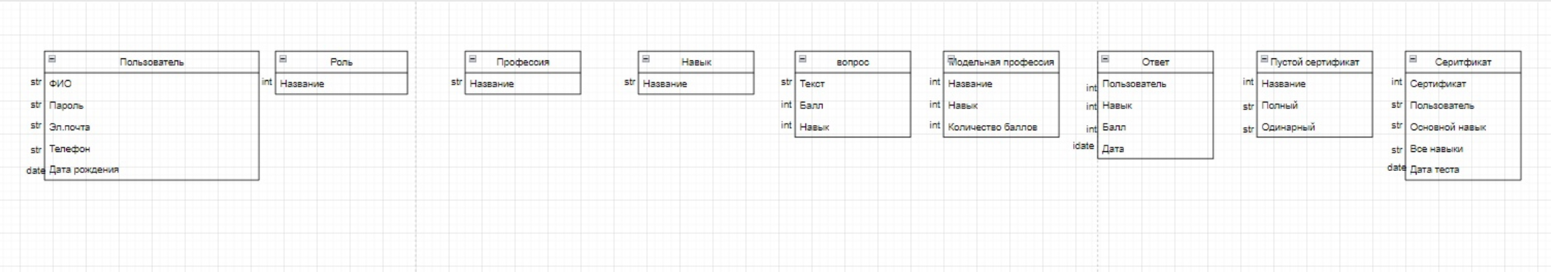 Пользователь
str ФИО
str Пароль
str Эл.почта
str Телефон
date Дата рождения
Роль
int Название
Профессия
str Название
Навык
str Название
вопрос
str Текст
int Балл
int Навык
Модельная профессия
int Название
int Навык
int Количество баллов
Ответ
int Пользователь
int Навык
int Балл
idate Дата
Пустой сертификат
int Название
str Полный
str Одинарный
Серитфикат
int Сертификат
str Пользователь
str Основной навык
str Все навыки
date Дата теста